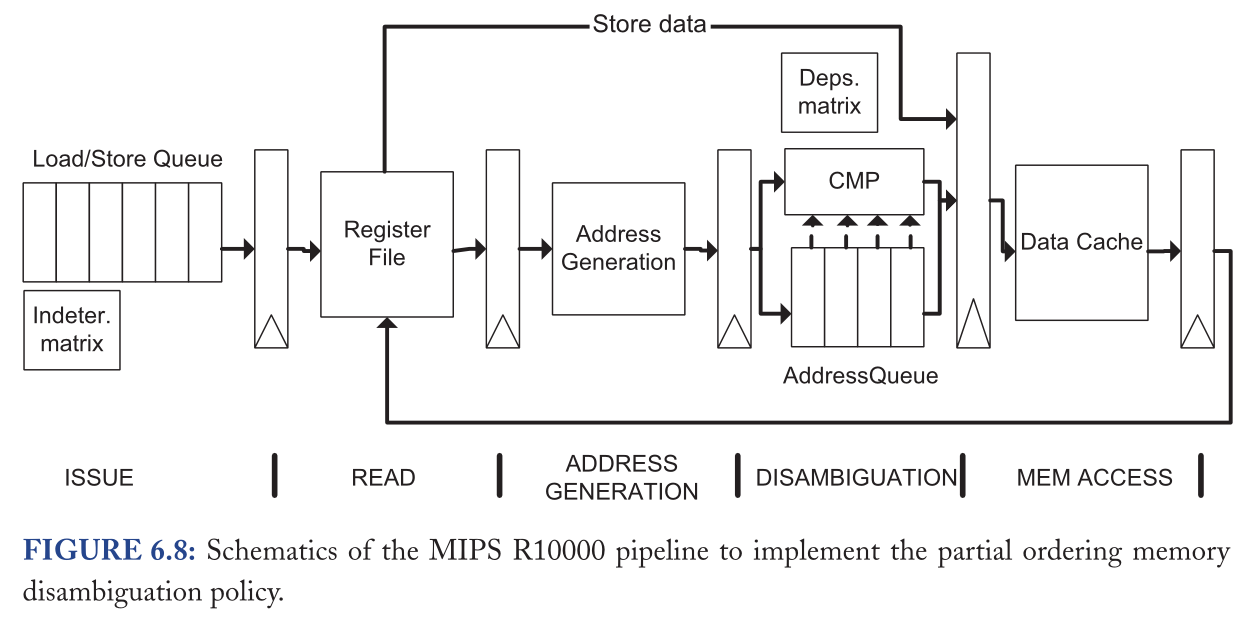 Store data
Deps.
matrix
Load/Store Queue
CMP
Register
File
Address
Generation
Data Cache
Indeter.
matrix
AddressQueue
ISSUE
READ
ADDRESS
GENERATION
DISAMBIGUATION
MEM ACCESS
FIGURE 6.8: Schematics of the MIPS R10000 pipeline to implement the partial ordering memory
disambiguation policy.